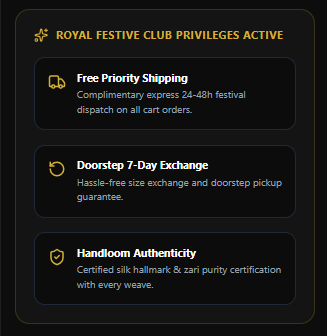 ROYAL FESTIVE CLUB PRIVILEGES ACTIVE
Free Priority Shipping
Complimentary express 24-48h festival
dispatch on all cart orders.
Doorstep 7-Day Exchange
Hassle-free size exchange and doorstep pickup
guarantee.
Handloom Authenticity
Certified silk hallmark & zari purity certification
with every weave.